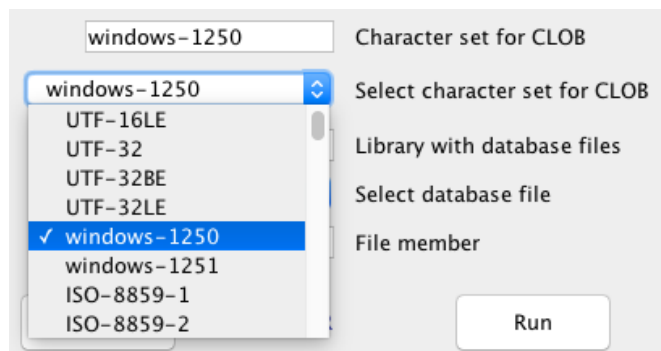 windows-1250 Character set for CLOB
windows-1250 Select character set for CLOB
UTF-16LE
UTF-32 Library with database files
UTF-32BE
UTF-32LE Select database file
✓ windows-1250 File member
windows-1251
ISO-8859-1
ISO-8859-2 Run